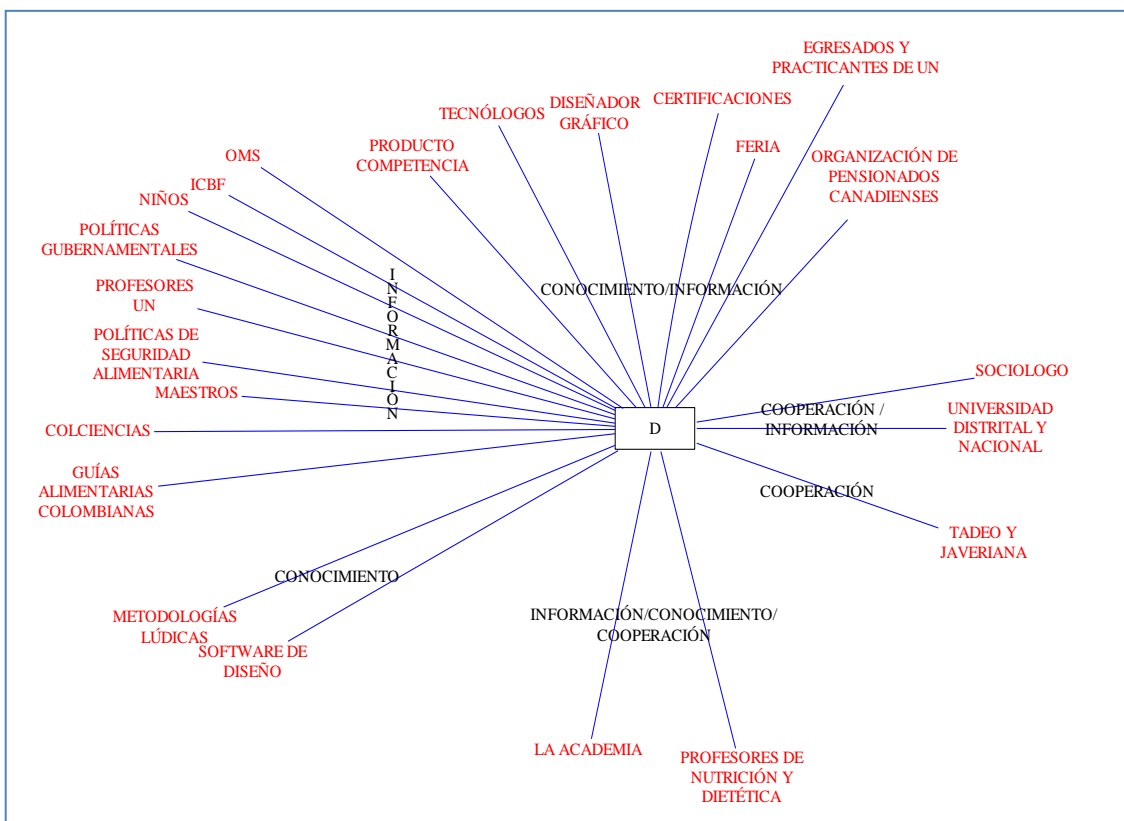 EGRESADOS Y
PRACTICANTES DE UN
CERTIFICACIONES
DISEÑADOR
GRÁFICO
TECNÓLOGOS
PRODUCTO
COMPETENCIA
FERIA
ORGANIZACIÓN DE
PENSIONADOS
CANADIENSES
OMS
ICBF
NIÑOS
POLÍTICAS
GUBERNAMENTALES
PROFESORES
UN
POLÍTICAS DE
SEGURIDAD
ALIMENTARIA
MAESTROS
COLCIENCIAS
GUÍAS
ALIMENTARIAS
COLOMBIANAS
INFORMACIÓN
CONOCIMIENTO/INFORMACIÓN
D
SOCIOLOGO
COOPERACIÓN /
INFORMACIÓN
UNIVERSIDAD
DISTRITAL Y
NACIONAL
COOPERACIÓN
TADEO Y
JAVERIANA
CONOCIMIENTO
METODOLOGÍAS
LÚDICAS
SOFTWARE DE
DISEÑO
INFORMACIÓN/CONOCIMIENTO/
COOPERACIÓN
LA ACADEMIA
PROFESORES DE
NUTRICIÓN Y
DIETÉTICA